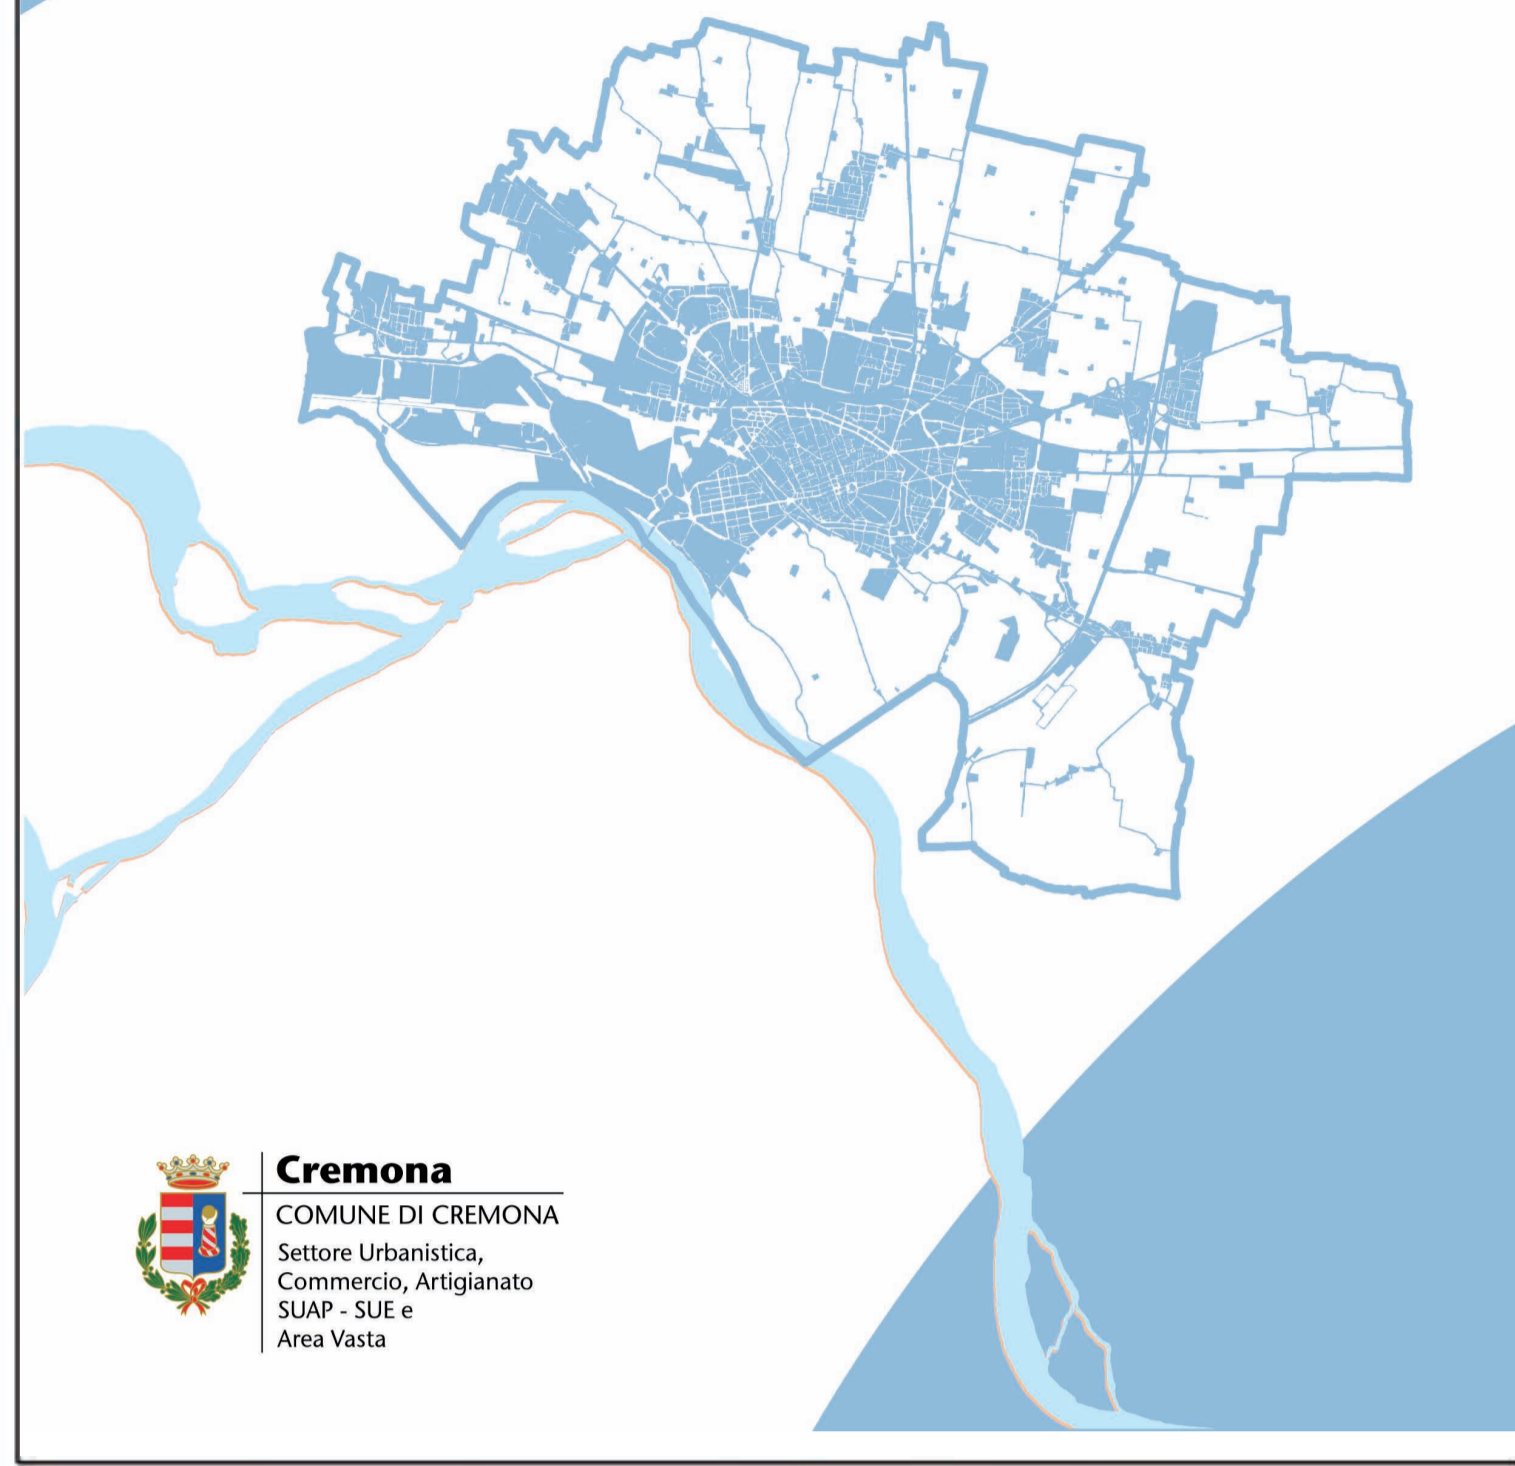 Cremona
COMUNE DI CREMONA
Settore Urbanistica,
Commercio, Artigianato
SUAP - SUE e
Area Vasta